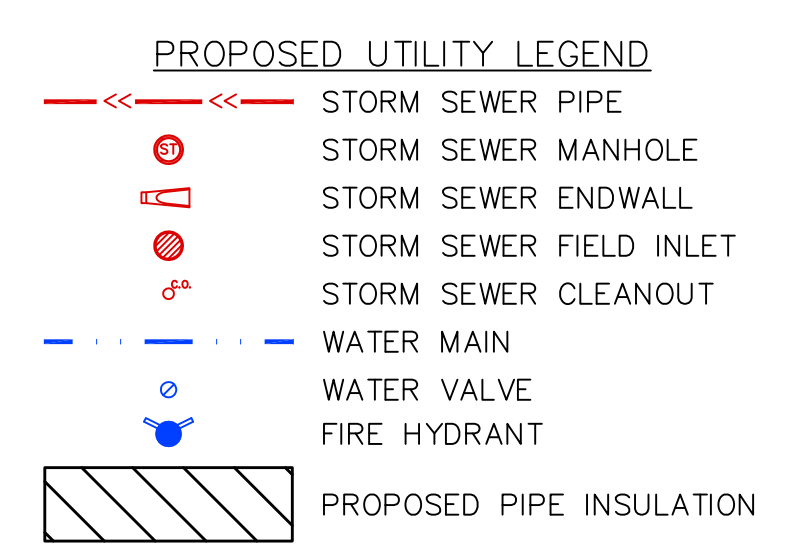 PROPOSED UTILITY LEGEND
<< << STORM SEWER PIPE
ST STORM SEWER MANHOLE
STORM SEWER ENDWALL
STORM SEWER FIELD INLET
C.O. STORM SEWER CLEANOUT
WATER MAIN
WATER VALVE
FIRE HYDRANT
PROPOSED PIPE INSULATION